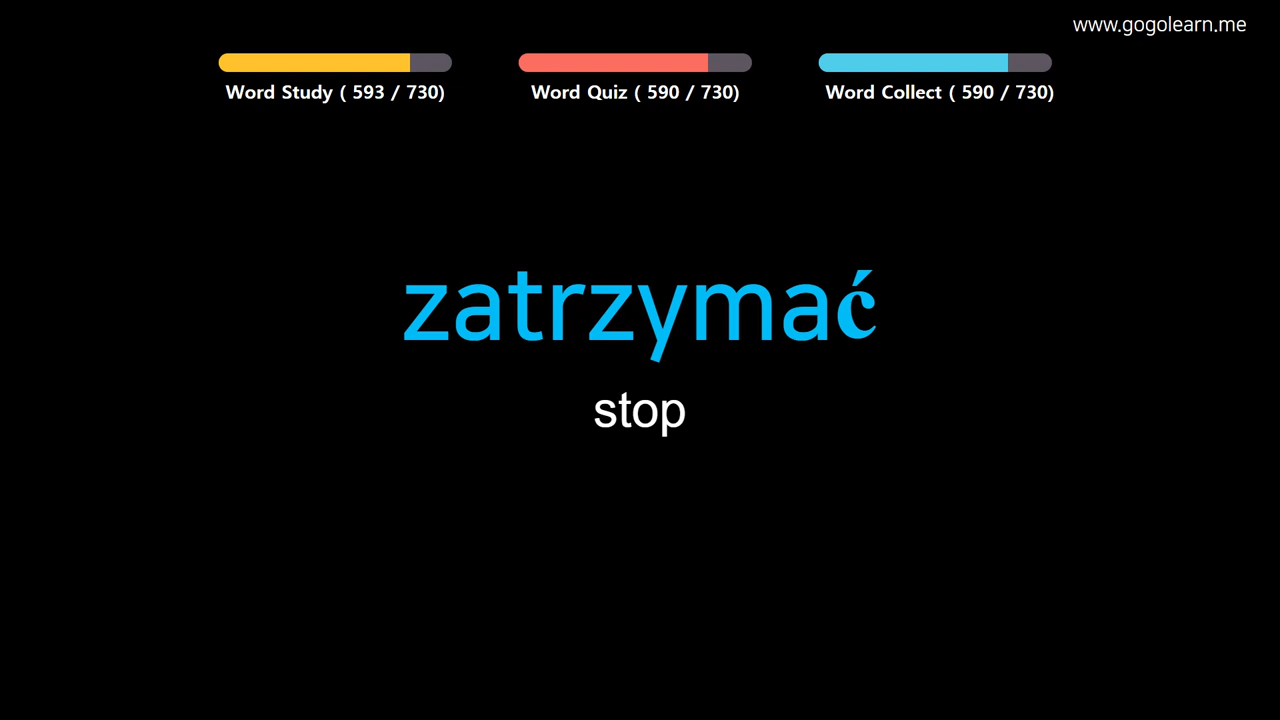 www.gogolearn.me
Word Study ( 593 / 730)
Word Quiz ( 590 / 730)
Word Collect ( 590 / 730)
zatrzymać
stop